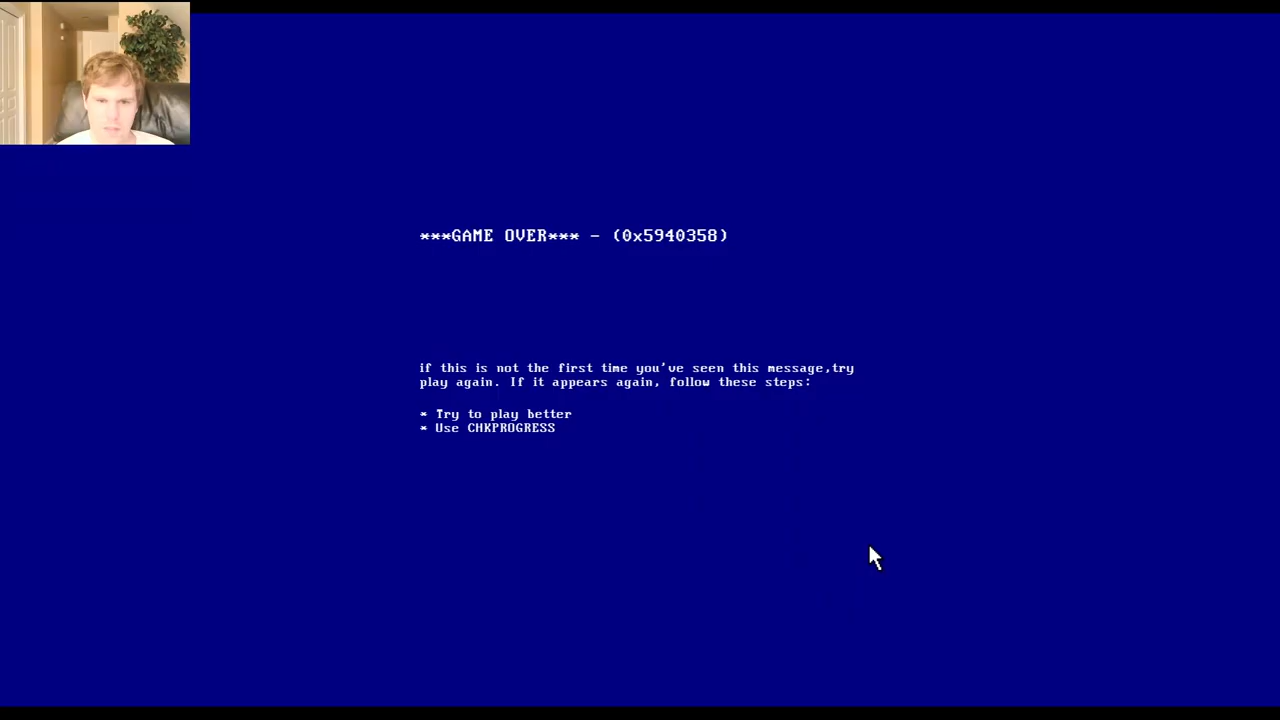 ***GAME OVER*** - (0x5940358)
if this is not the first time you've seen this message,try
play again. If it appears again, follow these steps:
* Try to play better
* Use CHKPROGRESS